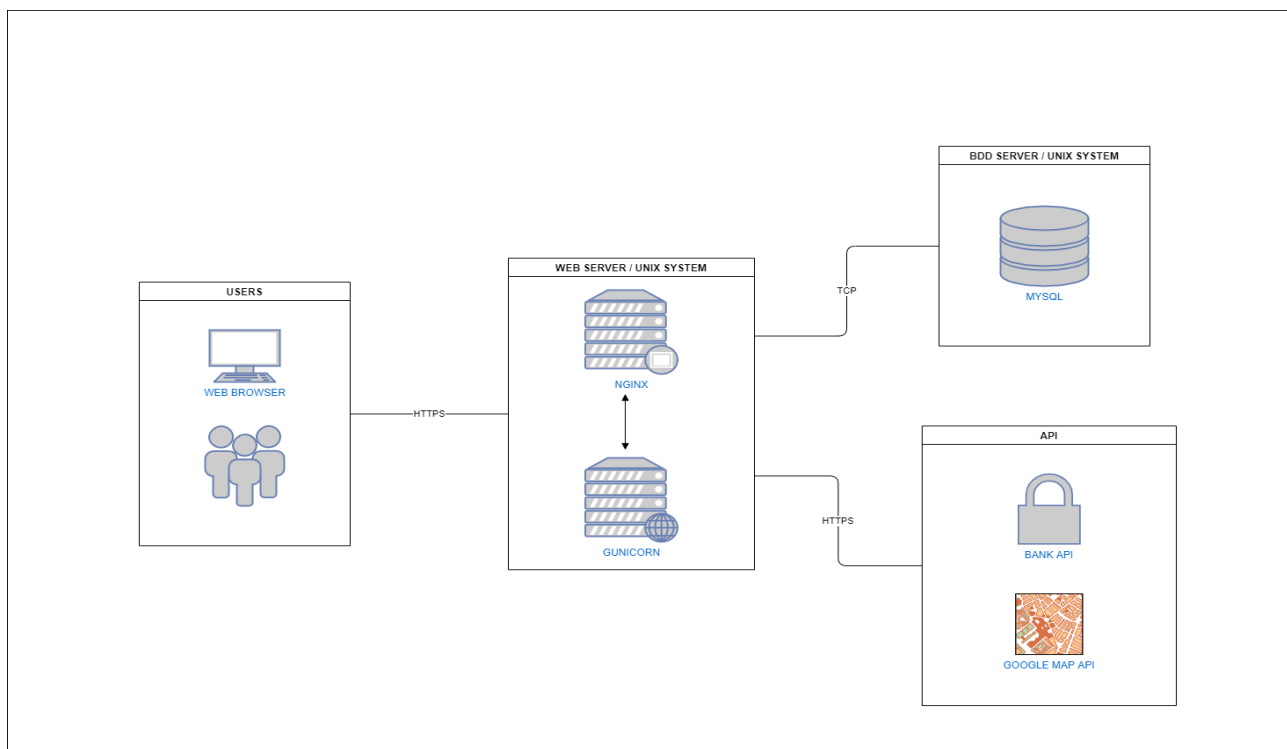 USERS
WEB BROWSER
HTTPS
WEB SERVER / UNIX SYSTEM
NGINX
GUNICORN
TCP
HTTPS
BDD SERVER / UNIX SYSTEM
MYSQL
API
BANK API
GOOGLE MAP API